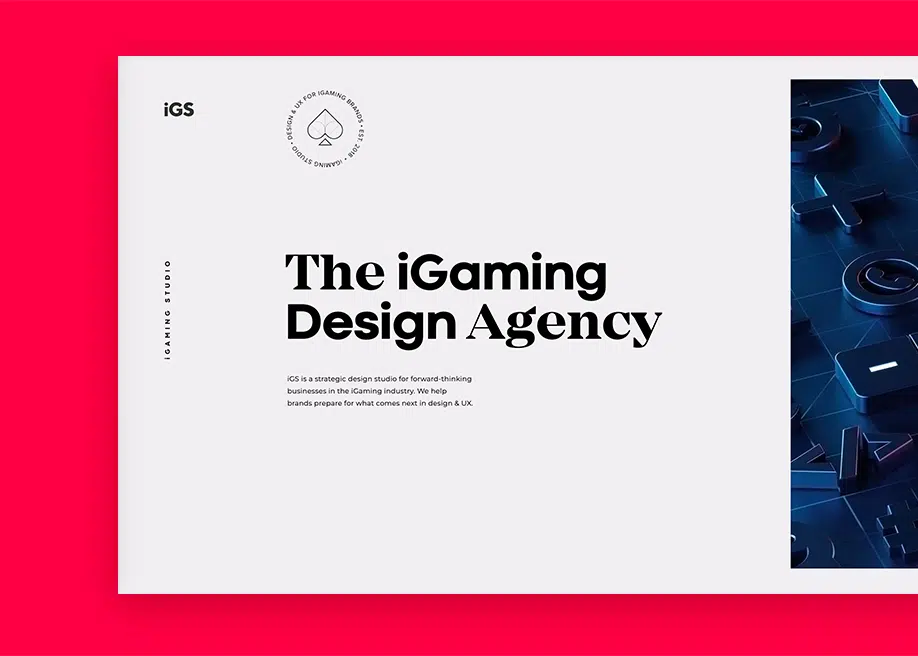 iGS
DESIGN & UX FOR IGAMING BRANDS • EST. 2018 • iGAMING STUDIO •
iGAMING STUDIO
The iGaming
Design Agency
iGS is a strategic design studio for forward-thinking
businesses in the iGaming industry. We help
brands prepare for what comes next in design & UX.